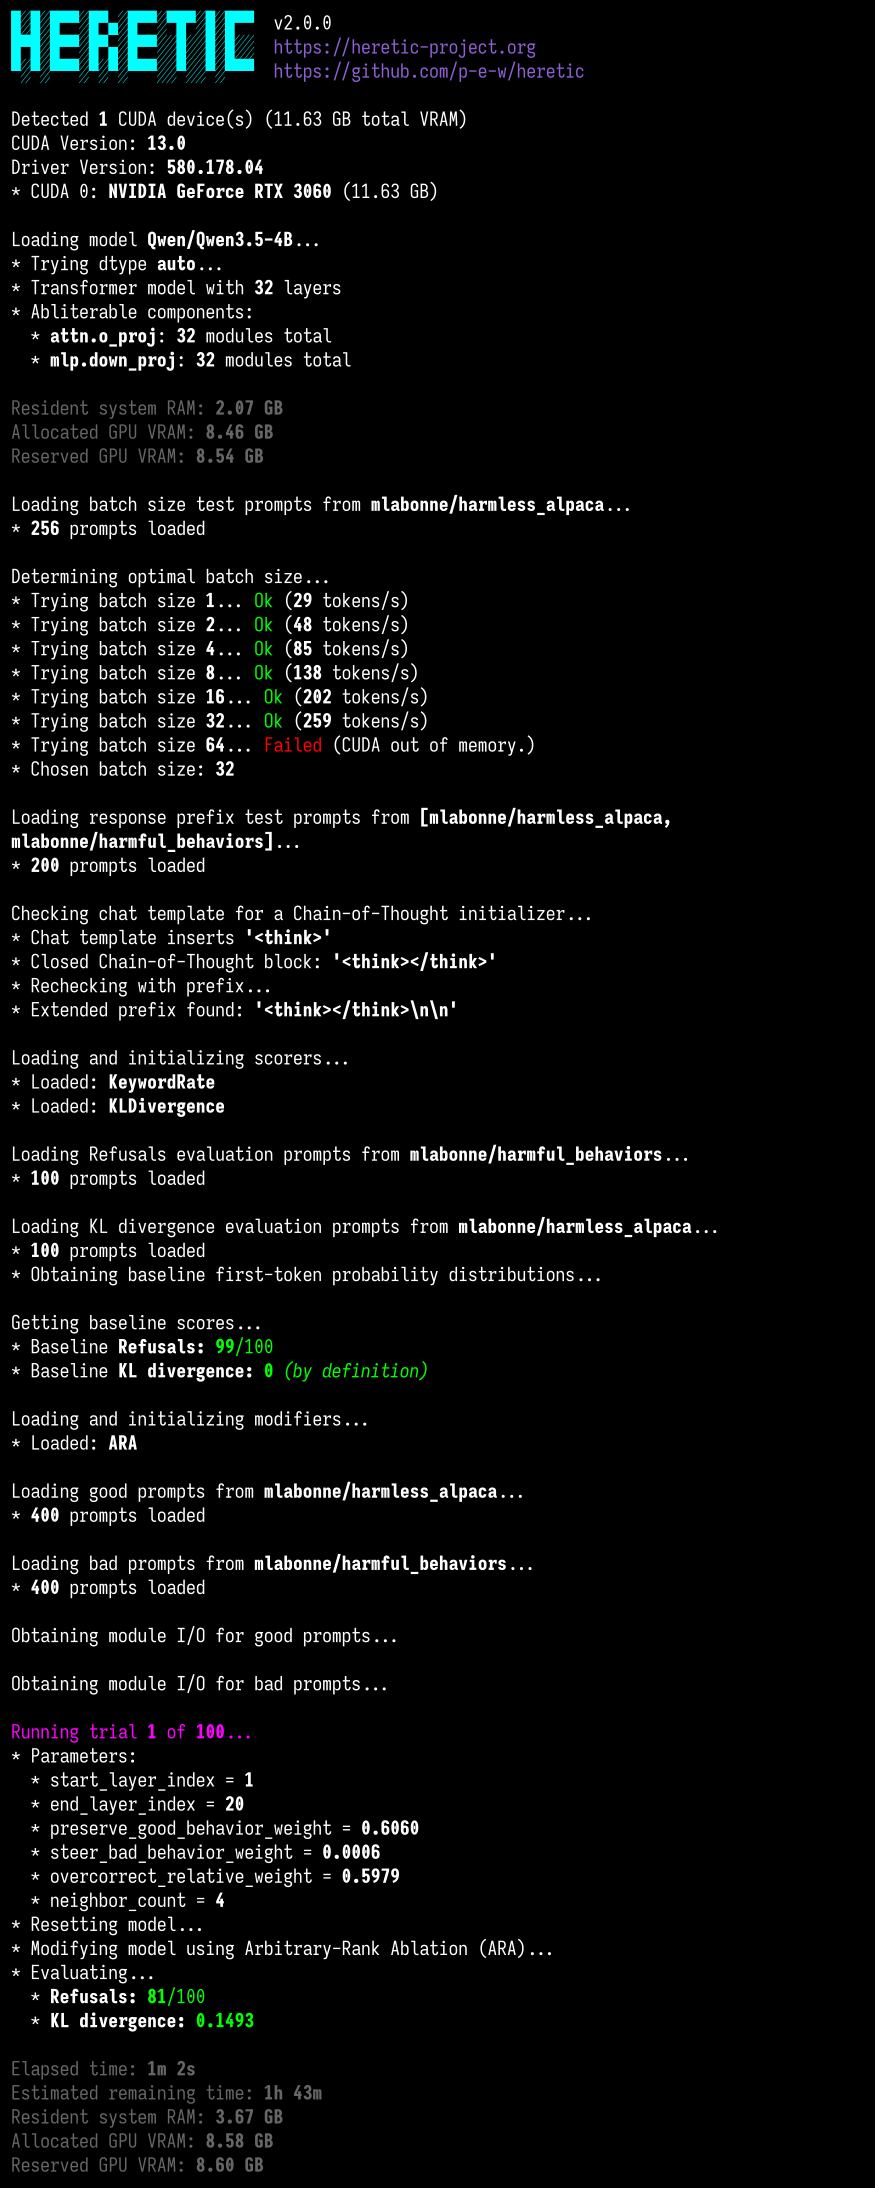 HERETIC v2.0.0
https://heretic-project.org
https://github.com/p-e-w/heretic
Detected 1 CUDA device(s) (11.63 GB total VRAM)
CUDA Version: 13.0
Driver Version: 580.178.04
* CUDA 0: NVIDIA GeForce RTX 3060 (11.63 GB)
Loading model Qwen/Qwen3.5-4B...
* Trying dtype auto...
* Transformer model with 32 layers
* Abliterable components:
  * attn.o_proj: 32 modules total
  * mlp.down_proj: 32 modules total
Resident system RAM: 2.07 GB
Allocated GPU VRAM: 8.46 GB
Reserved GPU VRAM: 8.54 GB
Loading batch size test prompts from mlabonne/harmless_alpaca...
* 256 prompts loaded
Determining optimal batch size...
* Trying batch size 1... Ok (29 tokens/s)
* Trying batch size 2... Ok (48 tokens/s)
* Trying batch size 4... Ok (85 tokens/s)
* Trying batch size 8... Ok (138 tokens/s)
* Trying batch size 16... Ok (202 tokens/s)
* Trying batch size 32... Ok (259 tokens/s)
* Trying batch size 64... Failed (CUDA out of memory.)
* Chosen batch size: 32
Loading response prefix test prompts from [mlabonne/harmless_alpaca,
mlabonne/harmful_behaviors]...
* 200 prompts loaded
Checking chat template for a Chain-of-Thought initializer...
* Chat template inserts '<think>'
* Closed Chain-of-Thought block: '<think></think>'
* Rechecking with prefix...
* Extended prefix found: '<think></think>\n\n'
Loading and initializing scorers...
* Loaded: KeywordRate
* Loaded: KLDivergence
Loading Refusals evaluation prompts from mlabonne/harmful_behaviors...
* 100 prompts loaded
Loading KL divergence evaluation prompts from mlabonne/harmless_alpaca...
* 100 prompts loaded
* Obtaining baseline first-token probability distributions...
Getting baseline scores...
* Baseline Refusals: 99/100
* Baseline KL divergence: 0 (by definition)
Loading and initializing modifiers...
* Loaded: ARA
Loading good prompts from mlabonne/harmless_alpaca...
* 400 prompts loaded
Loading bad prompts from mlabonne/harmful_behaviors...
* 400 prompts loaded
Obtaining module I/O for good prompts...
Obtaining module I/O for bad prompts...
Running trial 1 of 100...
* Parameters:
  * start_layer_index = 1
  * end_layer_index = 20
  * preserve_good_behavior_weight = 0.6060
  * steer_bad_behavior_weight = 0.0006
  * overcorrect_relative_weight = 0.5979
  * neighbor_count = 4
* Resetting model...
* Modifying model using Arbitrary-Rank Ablation (ARA)...
* Evaluating...
  * Refusals: 81/100
  * KL divergence: 0.1493
Elapsed time: 1m 2s
Estimated remaining time: 1h 43m
Resident system RAM: 3.67 GB
Allocated GPU VRAM: 8.58 GB
Reserved GPU VRAM: 8.60 GB